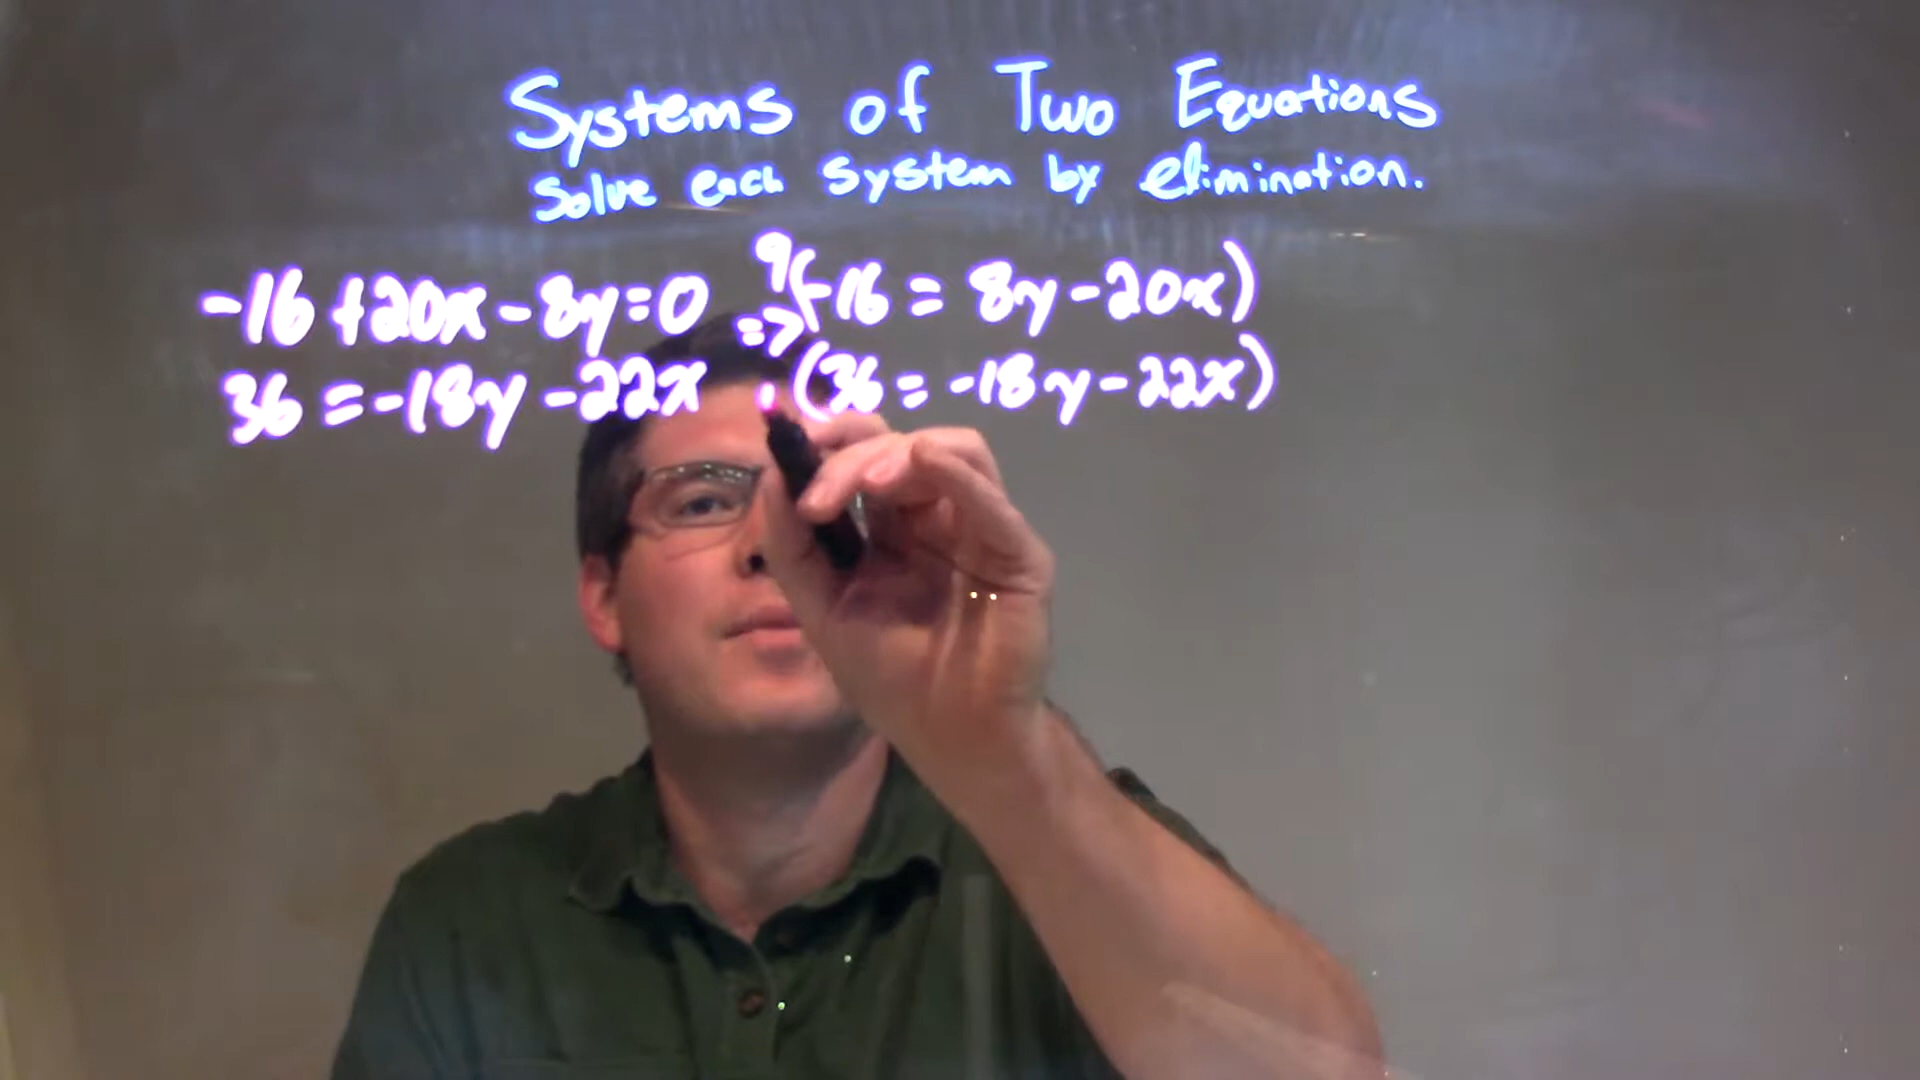 Systems of Two Equations
Solve each system by elimination.
-16 + 20x - 8y = 0 => 9(-16 = 8y - 20x)
36 = -18y - 22x (36 = -18y - 22x)